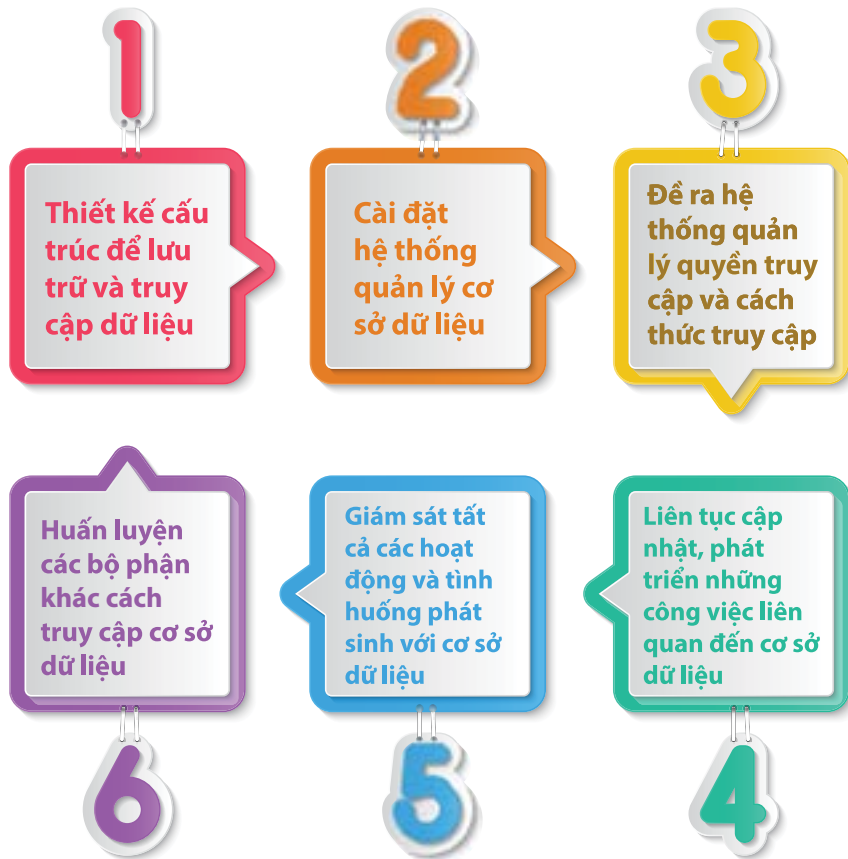 1
Thiết kế cấu
trúc để lưu
trữ và truy
cập dữ liệu
2
Cài đặt
hệ thống
quản lý cơ
sở dữ liệu
3
Đề ra hệ
thống quản
lý quyền truy
cập và cách
thức truy cập
4
Liên tục cập
nhật, phát
triển những
công việc liên
quan đến cơ sở
dữ liệu
5
Giám sát tất
cả các hoạt
động và tình
huống phát
sinh với cơ sở
dữ liệu
6
Huấn luyện
các bộ phận
khác cách
truy cập cơ sở
dữ liệu